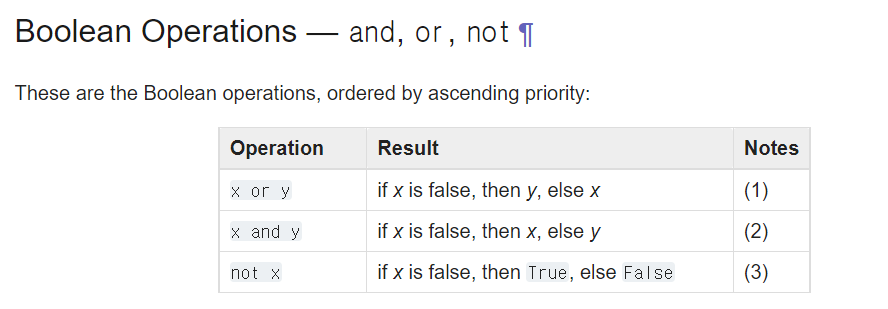 Boolean Operations — and, or, not ¶
These are the Boolean operations, ordered by ascending priority:
Operation Result Notes
x or y if x is false, then y, else x (1)
x and y if x is false, then x, else y (2)
not x if x is false, then True, else False (3)